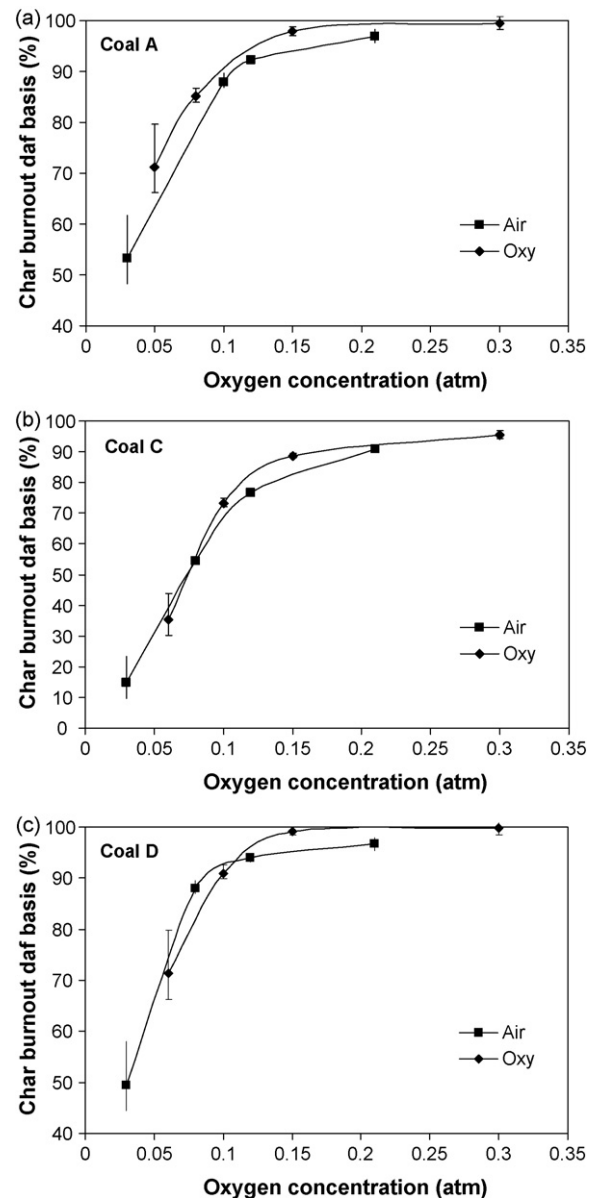 (a)
Coal A
Char burnout daf basis (%)
100
90
80
70
60
50
40
Air
Oxy
0 0.05 0.1 0.15 0.2 0.25 0.3 0.35
Oxygen concentration (atm)
(b)
Coal C
Char burnout daf basis (%)
100
90
80
70
60
50
40
30
20
10
0
Air
Oxy
0 0.05 0.1 0.15 0.2 0.25 0.3 0.35
Oxygen concentration (atm)
(c)
Coal D
Char burnout daf basis (%)
100
90
80
70
60
50
40
Air
Oxy
0 0.05 0.1 0.15 0.2 0.25 0.3 0.35
Oxygen concentration (atm)